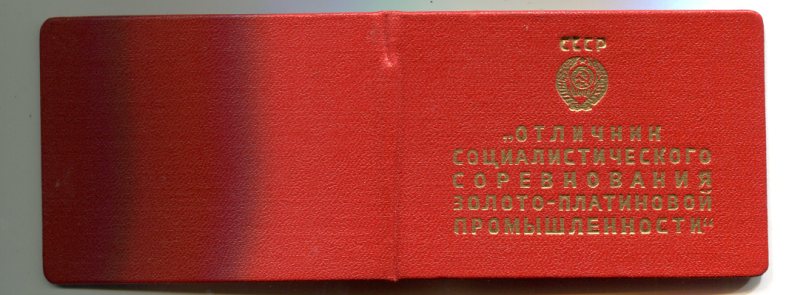 СССР
„ОТЛИЧНИК
СОЦИАЛИСТИЧЕСКОГО
СОРЕВНОВАНИЯ
ЗОЛОТО-ПЛАТИНОВОЙ
ПРОМЫШЛЕННОСТИ“